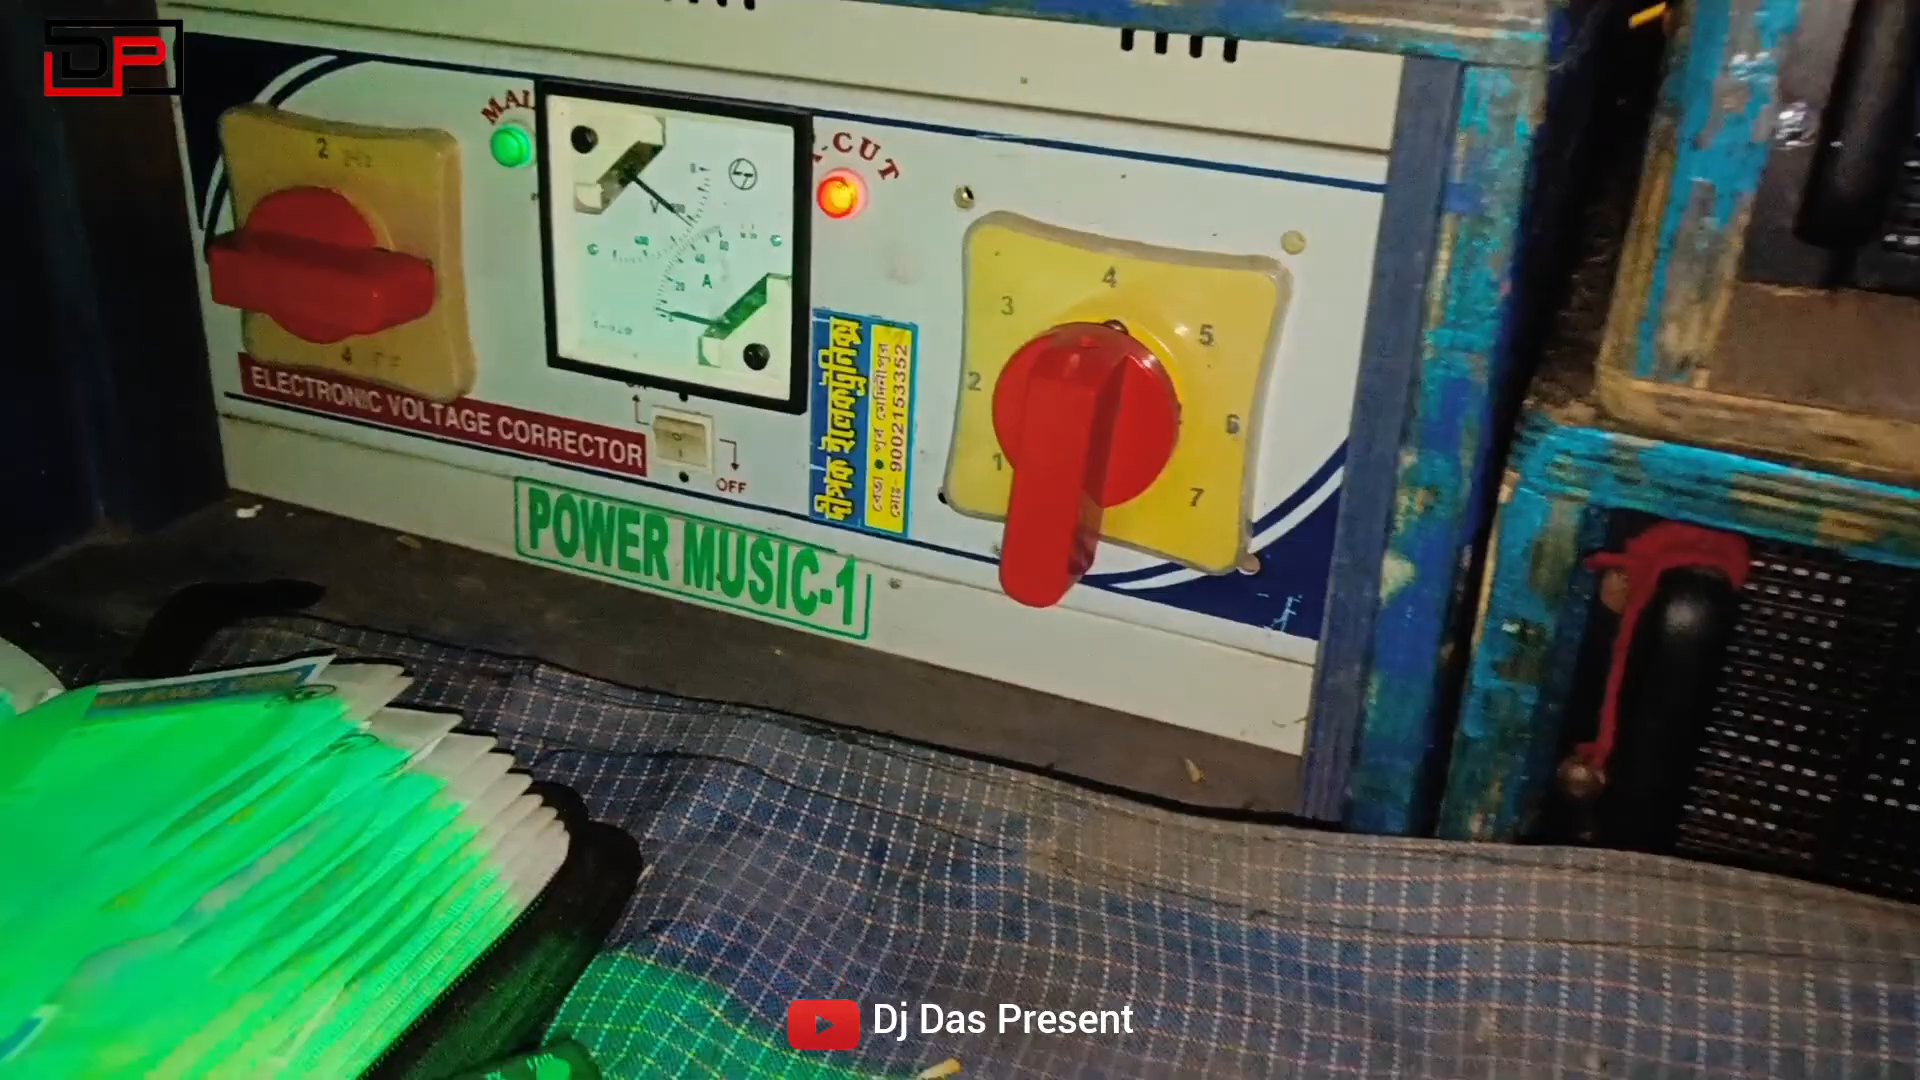 DP
2
4
ELECTRONIC VOLTAGE CORRECTOR
V
A
OFF
POWER MUSIC-1
দীপক ইলেকট্রনিক্স
মোঃ- 9002153352
1
2
3
4
5
6
7
Dj Das Present